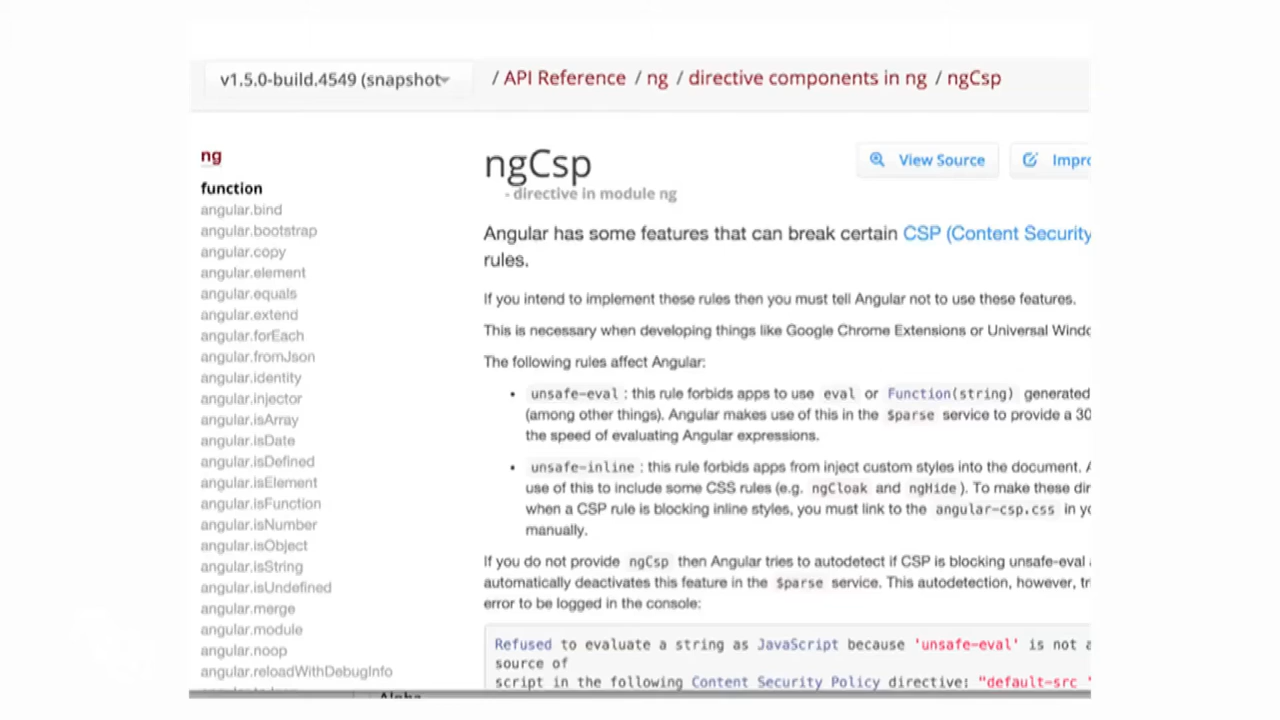 v1.5.0-build.4549 (snapshot
/ API Reference / ng / directive components in ng / ngCsp
ng
function
angular.bind
angular.bootstrap
angular.copy
angular.element
angular.equals
angular.extend
angular.forEach
angular.fromJson
angular.identity
angular.injector
angular.isArray
angular.isDate
angular.isDefined
angular.isElement
angular.isFunction
angular.isNumber
angular.isObject
angular.isString
angular.isUndefined
angular.merge
angular.module
angular.noop
angular.reloadWithDebugInfo
ngCsp
- directive in module ng
View Source
Impro
Angular has some features that can break certain CSP (Content Security
rules.
If you intend to implement these rules then you must tell Angular not to use these features.
This is necessary when developing things like Google Chrome Extensions or Universal Windo
The following rules affect Angular:
• unsafe-eval : this rule forbids apps to use eval or Function(string) generated
(among other things). Angular makes use of this in the $parse service to provide a 30
the speed of evaluating Angular expressions.
• unsafe-inline : this rule forbids apps from inject custom styles into the document. A
use of this to include some CSS rules (e.g. ngCloak and ngHide ). To make these dir
when a CSP rule is blocking inline styles, you must link to the angular-csp.css in yo
manually.
If you do not provide ngCsp then Angular tries to autodetect if CSP is blocking unsafe-eval
automatically deactivates this feature in the $parse service. This autodetection, however, tr
error to be logged in the console:
Refused to evaluate a string as JavaScript because 'unsafe-eval' is not a
source of
script in the following Content Security Policy directive: "default-src '